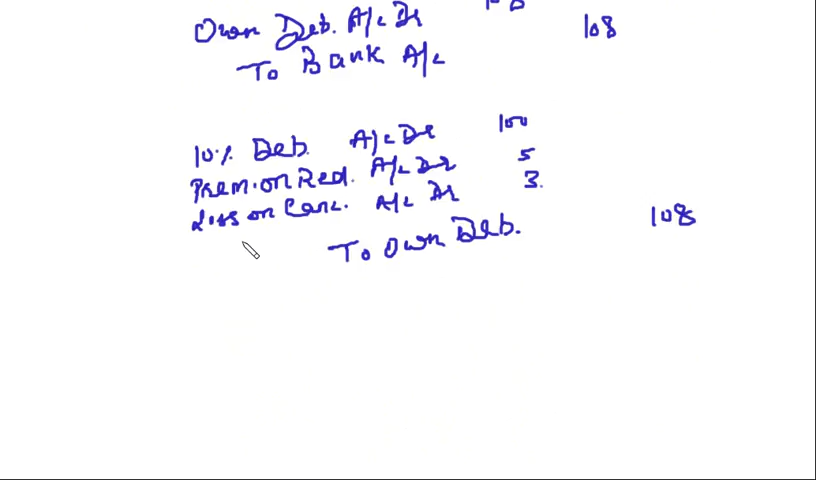 Own Deb. A/c Dr 108
To Bank A/c
10% Deb. A/c Dr 100
Prem. on Red. A/c Dr 5
Loss on Canc. A/c Dr 3.
To Own Deb. 108